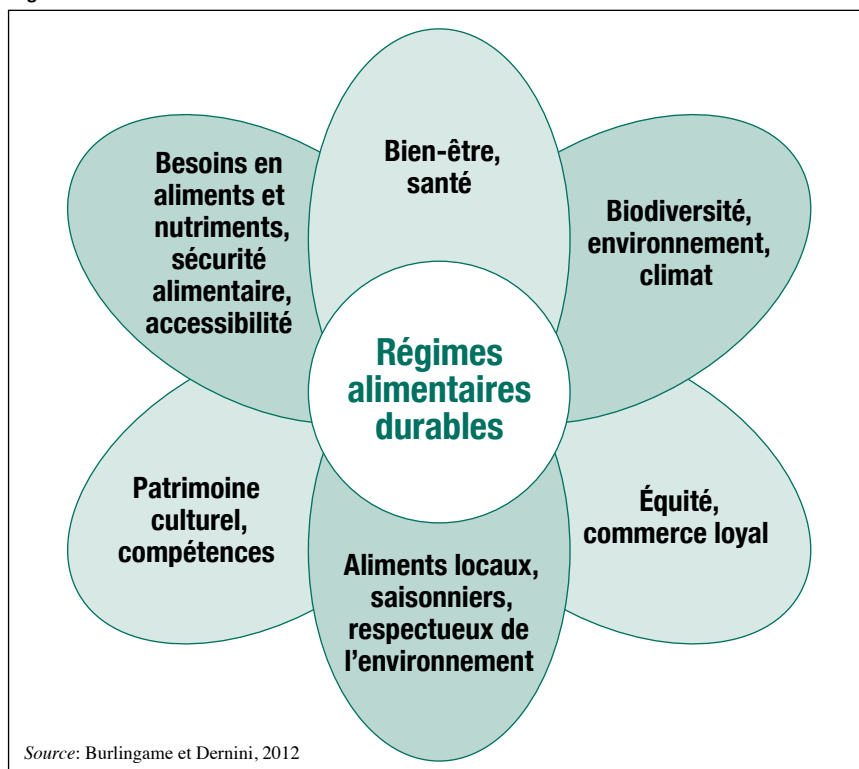 Bien-être,
santé
Besoins en
aliments et
nutriments,
sécurité
alimentaire,
accessibilité
Biodiversité,
environnement,
climat
Régimes
alimentaires
durables
Patrimoine
culturel,
compétences
Équité,
commerce loyal
Aliments locaux,
saisonniers,
respectueux de
l’environnement
Source: Burlingame et Dernini, 2012